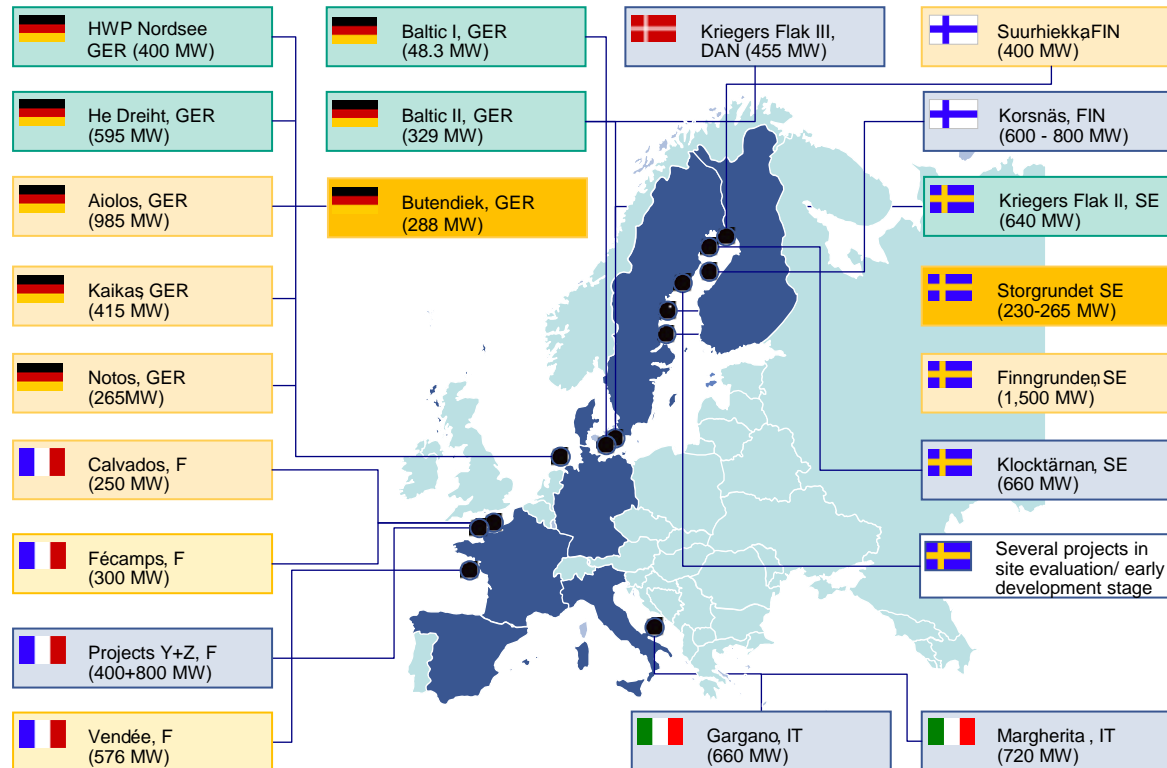 HWP Nordsee
GER (400 MW)
Baltic I, GER
(48.3 MW)
Kriegers Flak III,
DAN (455 MW)
Suurhiekka, FIN
(400 MW)
He Dreiht, GER
(595 MW)
Baltic II, GER
(329 MW)
Korsnäs, FIN
(600 - 800 MW)
Aiolos, GER
(985 MW)
Butendiek, GER
(288 MW)
Kriegers Flak II, SE
(640 MW)
Kaikas, GER
(415 MW)
Storgrundet SE
(230-265 MW)
Notos, GER
(265MW)
Finngrunden, SE
(1,500 MW)
Calvados, F
(250 MW)
Klocktärnan, SE
(660 MW)
Fécamps, F
(300 MW)
Several projects in
site evaluation/ early
development stage
Projects Y+Z, F
(400+800 MW)
Vendée, F
(576 MW)
Gargano, IT
(660 MW)
Margherita , IT
(720 MW)